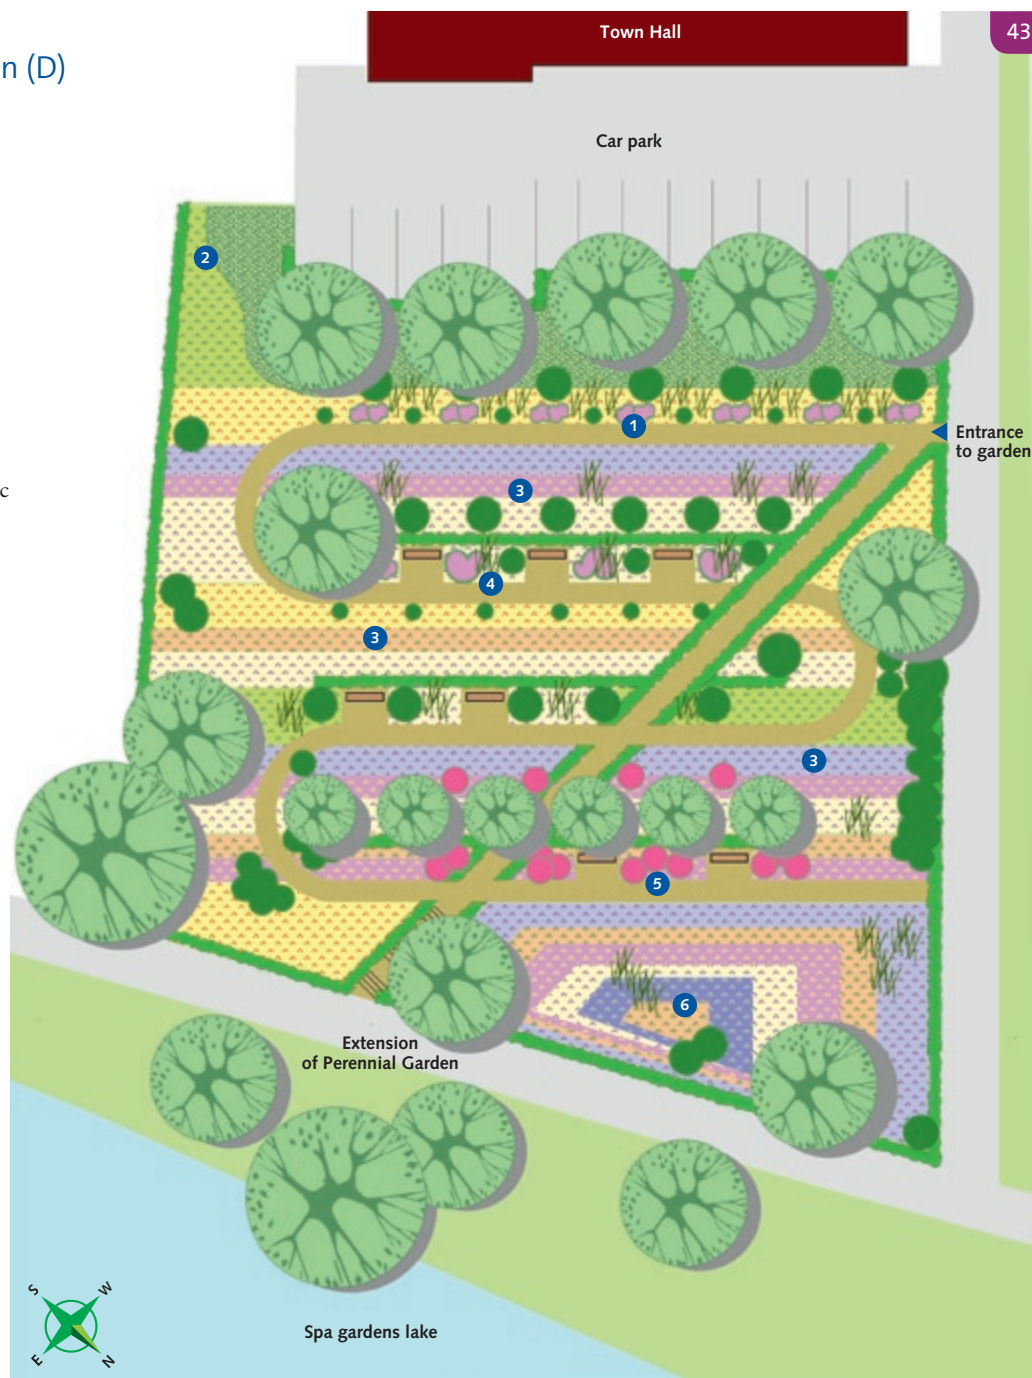 Town Hall
43
n (D)
Car park
2
1
Entrance
to garden
c
3
4
3
3
5
6
Extension
of Perennial Garden
S
W
E
N
Spa gardens lake